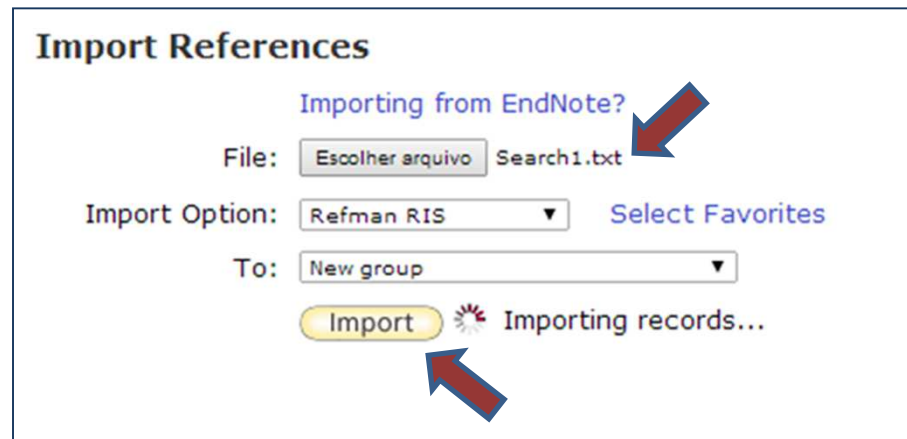 Import References
Importing from EndNote?
File: Escolher arquivo Search1.txt
Import Option: Refman RIS Select Favorites
To: New group
Import Importing records...